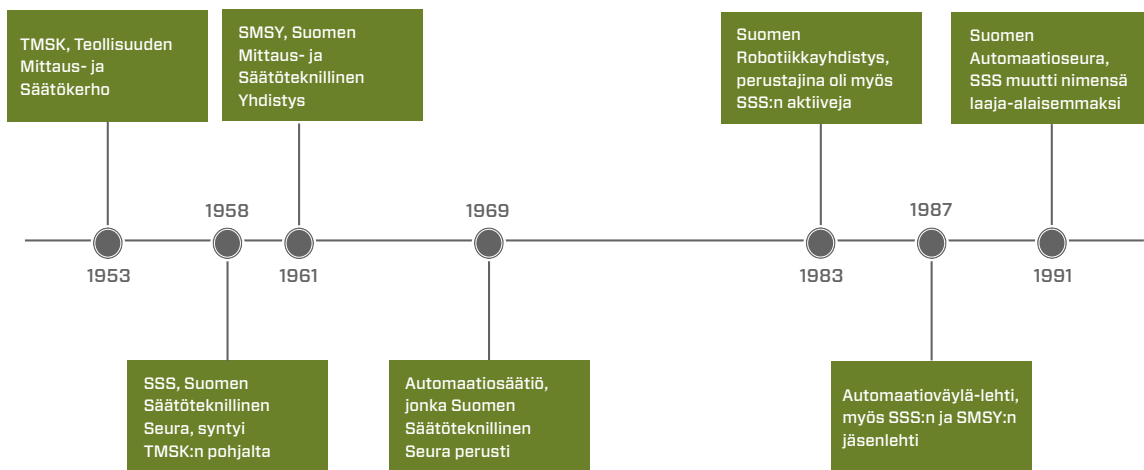 TMSK, Teollisuuden
Mittaus- ja
Säätökerho
1953
1958
SSS, Suomen
Säätöteknillinen
Seura, syntyi
TMSK:n pohjalta
SMSY, Suomen
Mittaus- ja
Säätöteknillinen
Yhdistys
1961
1969
Automaatiosäätiö,
jonka Suomen
Säätöteknillinen
Seura perusti
Suomen
Robotiikkayhdistys,
perustajina oli myös
SSS:n aktiiveja
1983
1987
Automaatioväylä-lehti,
myös SSS:n ja SMSY:n
jäsenlehti
Suomen
Automaatioseura,
SSS muutti nimensä
laaja-alaisemmaksi
1991